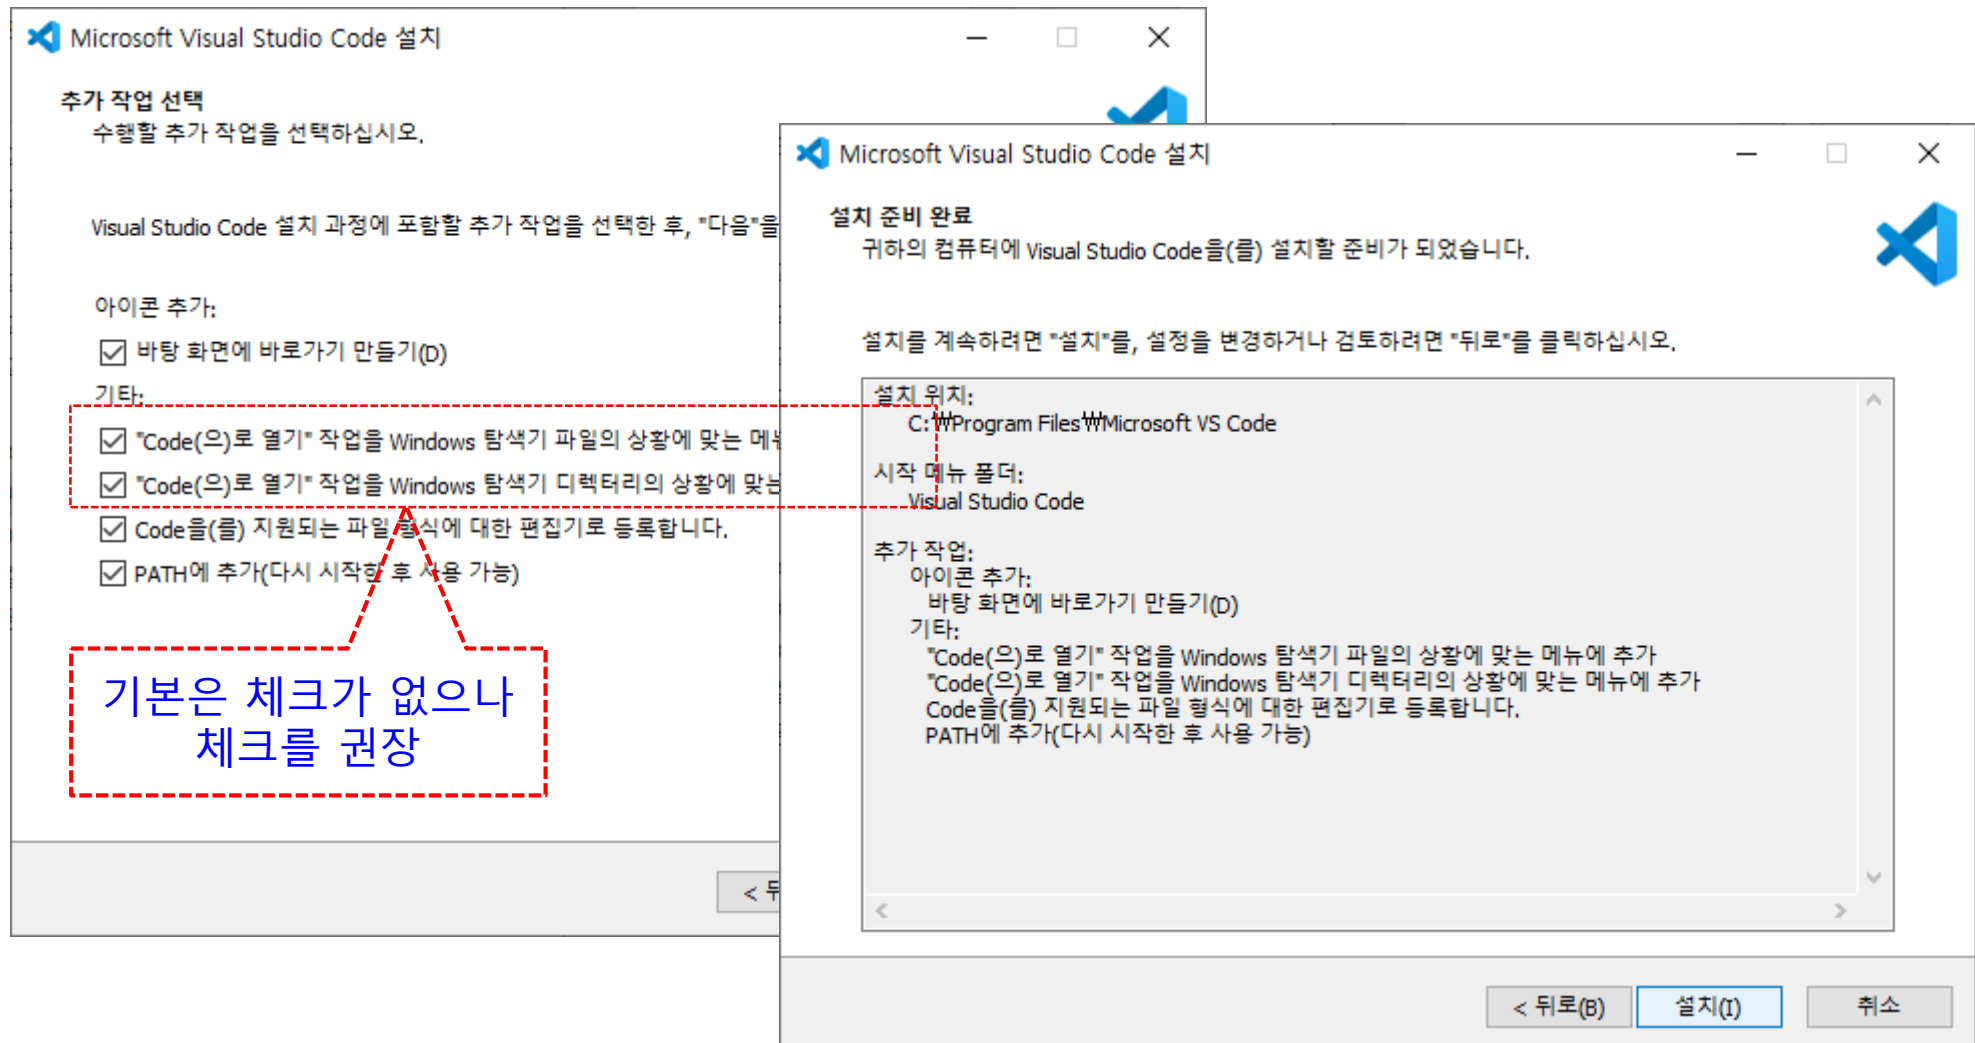 Microsoft Visual Studio Code 설치
추가 작업 선택
수행할 추가 작업을 선택하십시오.
Visual Studio Code 설치 과정에 포함할 추가 작업을 선택한 후, "다음"을
아이콘 추가:
바탕 화면에 바로가기 만들기(D)
기타:
"Code(으)로 열기" 작업을 Windows 탐색기 파일의 상황에 맞는
"Code(으)로 열기" 작업을 Windows 탐색기 디렉터리의 상황에 맞는
Code을(를) 지원되는 파일 형식에 대한 편집기로 등록합니다.
PATH에 추가(다시 시작한 후 사용 가능)
기본은 체크가 없으나
체크를 권장
<
Microsoft Visual Studio Code 설치
설치 준비 완료
귀하의 컴퓨터에 Visual Studio Code을(를) 설치할 준비가 되었습니다.
설치를 계속하려면 "설치"를, 설정을 변경하거나 검토하려면 "뒤로"를 클릭하십시오.
설치 위치:
C:₩Program Files₩Microsoft VS Code
시작 메뉴 폴더:
Visual Studio Code
추가 작업:
아이콘 추가:
바탕 화면에 바로가기 만들기(D)
기타:
"Code(으)로 열기" 작업을 Windows 탐색기 파일의 상황에 맞는 메뉴에 추가
"Code(으)로 열기" 작업을 Windows 탐색기 디렉터리의 상황에 맞는 메뉴에 추가
Code을(를) 지원되는 파일 형식에 대한 편집기로 등록합니다.
PATH에 추가(다시 시작한 후 사용 가능)
< 뒤로(B)
설치(I)
취소